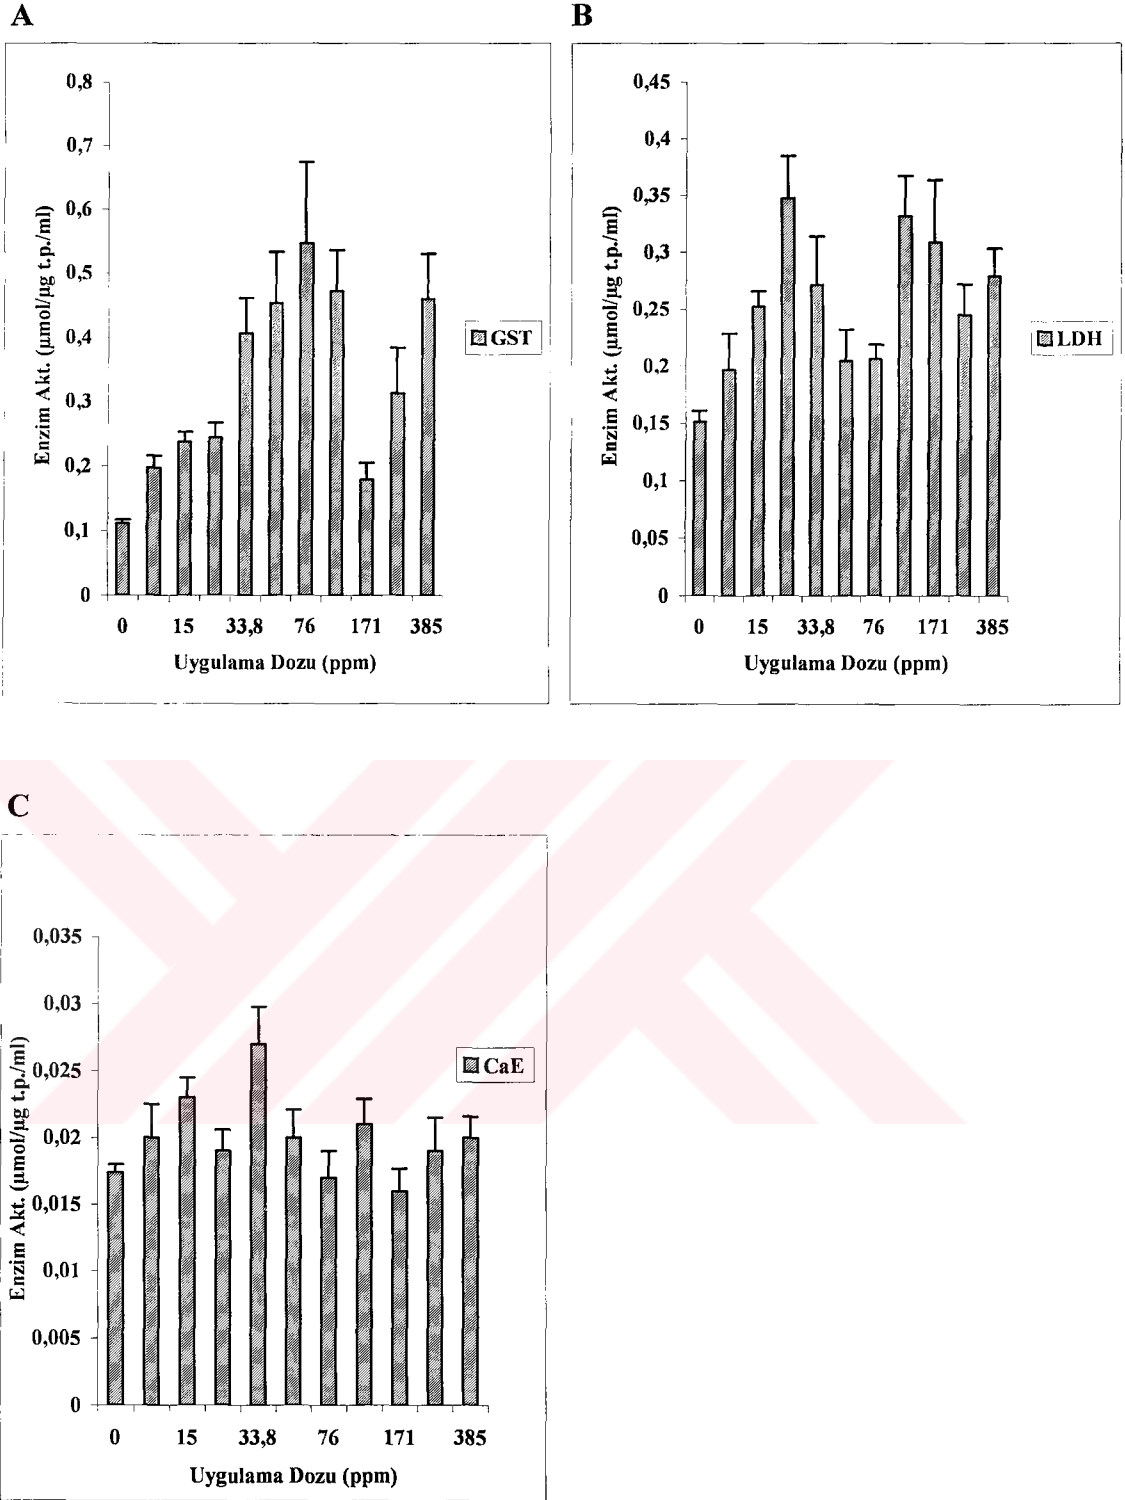 A
0,8
0,7
0,6
0,5
0,4
0,3
0,2
0,1
0
Enzim Akt. (µmol/µg t.p./ml)
0 15 33,8 76 171 385
Uygulama Dozu (ppm)
GST
B
0,45
0,4
0,35
0,3
0,25
0,2
0,15
0,1
0,05
0
Enzim Akt. (µmol/µg t.p./ml)
0 15 33,8 76 171 385
Uygulama Dozu (ppm)
LDH
C
0,035
0,03
0,025
0,02
0,015
0,01
0,005
0
Enzim Akt. (µmol/µg t.p./ml)
0 15 33,8 76 171 385
Uygulama Dozu (ppm)
CaE